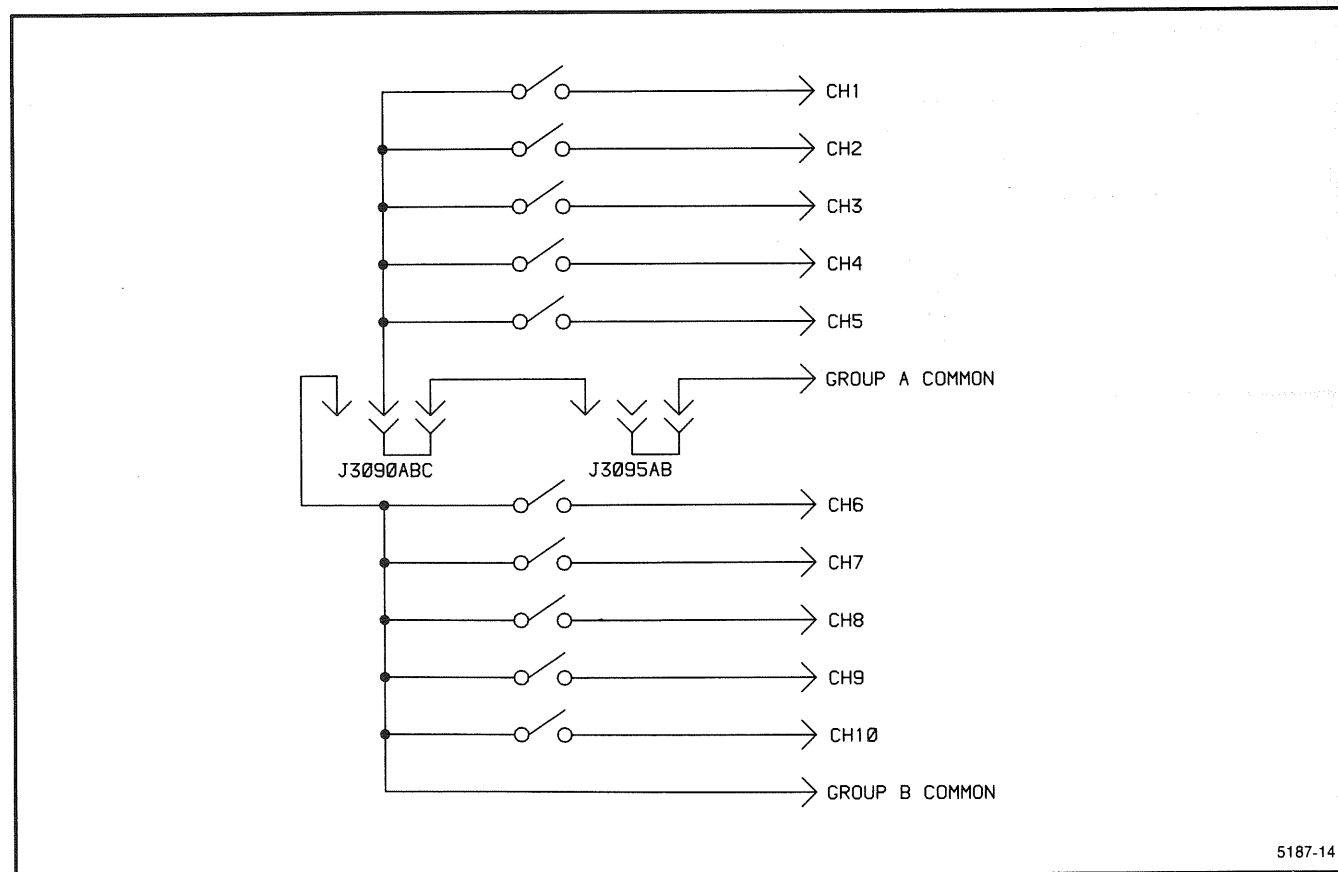 CH1
CH2
CH3
CH4
CH5
GROUP A COMMON
J3090ABC
J3095AB
CH6
CH7
CH8
CH9
CH10
GROUP B COMMON
5187-14